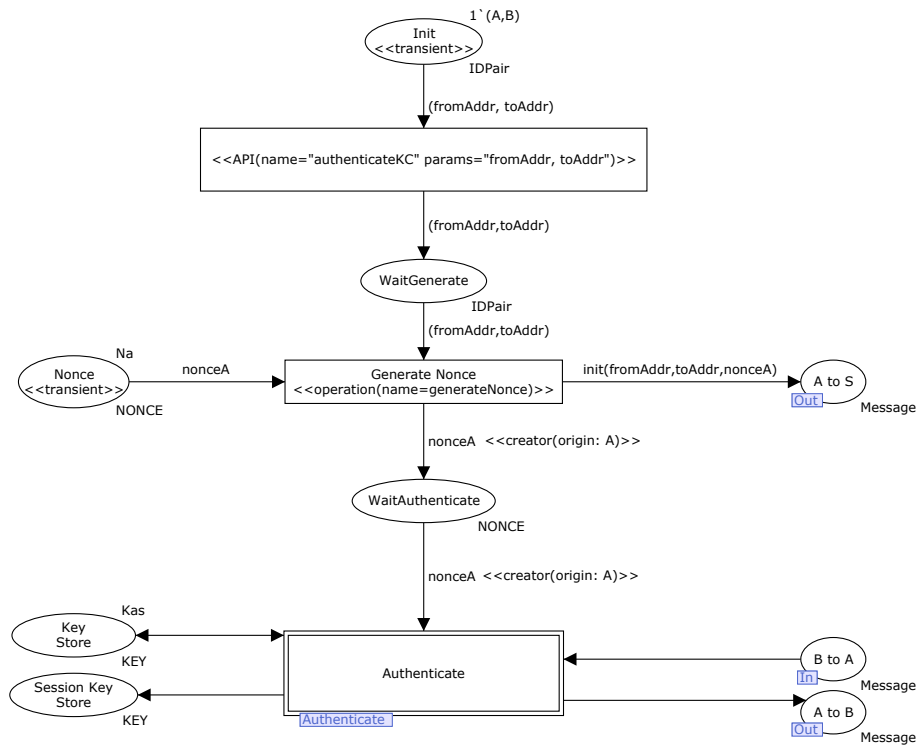 1`(A,B)
Init
<<transient>>
IDPair
(fromAddr, toAddr)
<<API(name="authenticateKC" params="fromAddr, toAddr")>>
(fromAddr,toAddr)
WaitGenerate
IDPair
(fromAddr,toAddr)
Na
Nonce
<<transient>>
NONCE
nonceA
Generate Nonce
<<operation(name=generateNonce)>>
init(fromAddr,toAddr,nonceA)
A to S
Out
Message
nonceA <<creator(origin: A)>>
WaitAuthenticate
NONCE
nonceA <<creator(origin: A)>>
Kas
Key
Store
KEY
Authenticate
B to A
In
Message
Session Key
Store
KEY
Authenticate
A to B
Out
Message